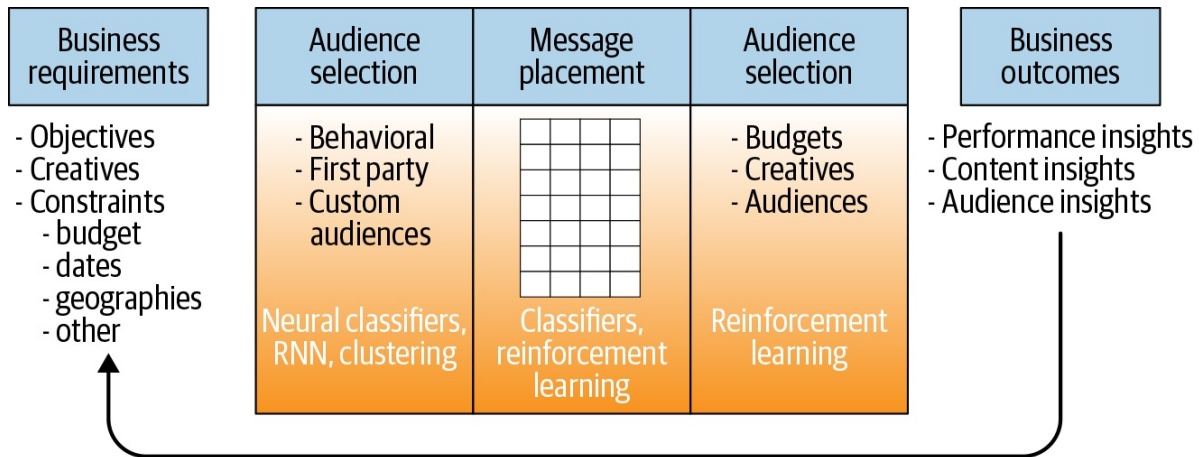 Business
requirements
- Objectives
- Creatives
- Constraints
- budget
- dates
- geographies
- other
Audience
selection
- Behavioral
- First party
- Custom
audiences
Neural classifiers,
RNN, clustering
Message
placement
Classifiers,
reinforcement
learning
Audience
selection
- Budgets
- Creatives
- Audiences
Reinforcement
learning
Business
outcomes
- Performance insights
- Content insights
- Audience insights